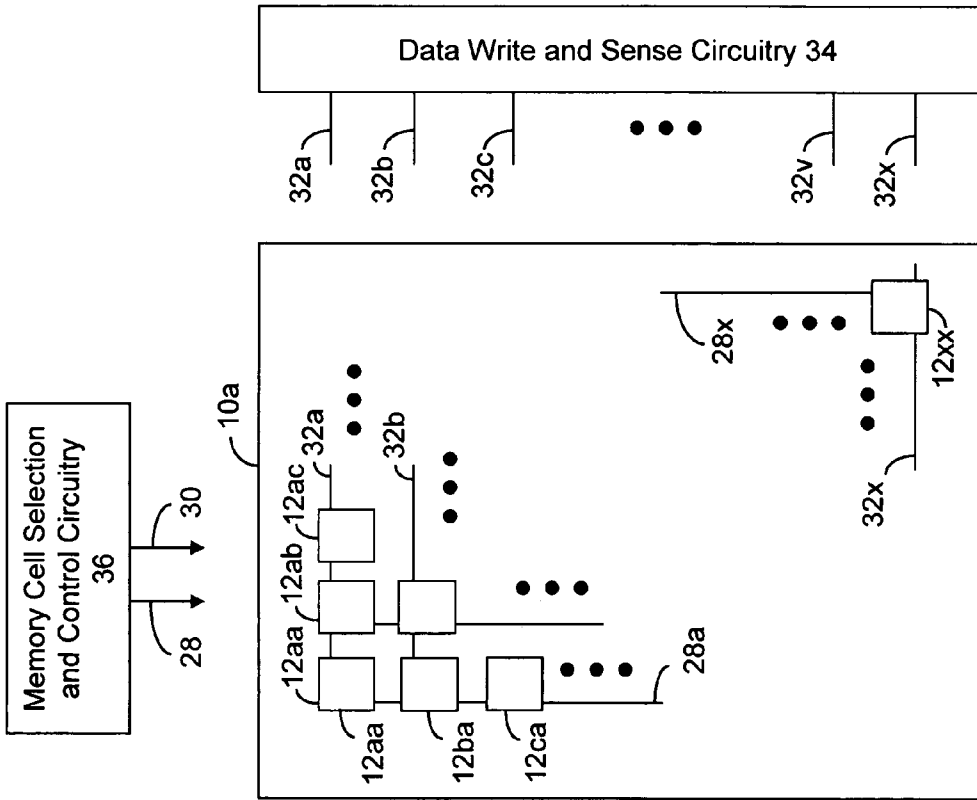 Memory Cell Selection
and Control Circuitry
36
28
30
10a
Data Write and Sense Circuitry 34
32a
32b
32c
32v
32x
12aa
12ab
12ac
32a
32b
12aa
12ba
12ca
28a
28x
32x
12xx